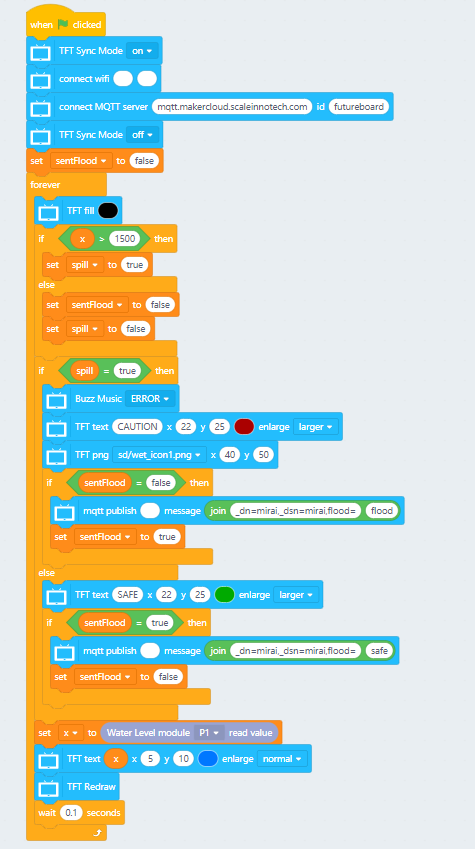 when clicked
TFT Sync Mode on
connect wifi
connect MQTT server mqtt.makercloud.scaleinnotech.com id futureboard
TFT Sync Mode off
set sentFlood to false
forever
TFT fill
if x > 1500 then
set spill to true
else
set sentFlood to false
set spill to false
if spill = true then
Buzz Music ERROR
TFT text CAUTION x 22 y 25 enlarge larger
TFT png sd/wet_icon1.png x 40 y 50
if sentFlood = false then
mqtt publish message join _dn=mirai,_dsn=mirai,flood= flood
set sentFlood to true
else
TFT text SAFE x 22 y 25 enlarge larger
if sentFlood = true then
mqtt publish message join _dn=mirai,_dsn=mirai,flood= safe
set sentFlood to false
set x to Water Level module P1 read value
TFT text x x 5 y 10 enlarge normal
TFT Redraw
wait 0.1 seconds